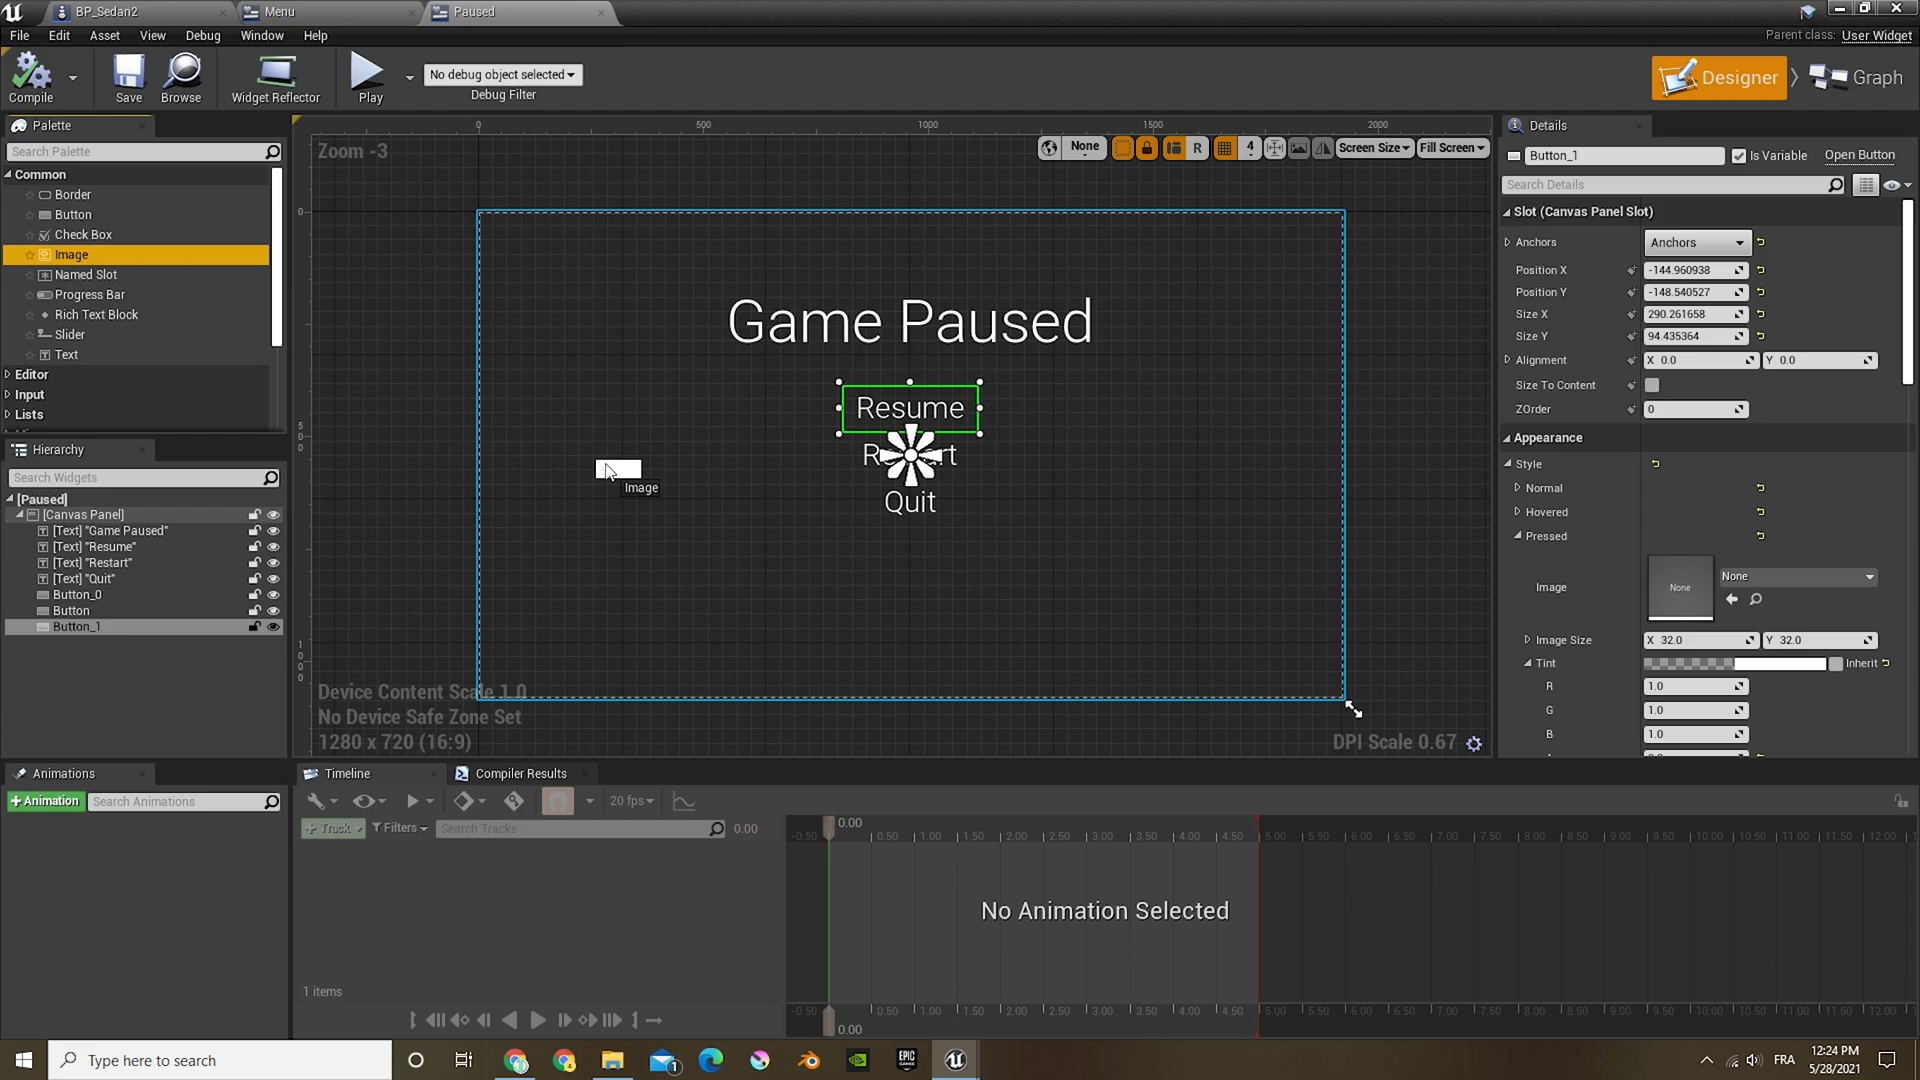 BP_Sedan2
Menu
Paused
File
Edit
Asset
View
Debug
Window
Help
Parent class: User Widget
Compile
Save
Browse
Widget Reflector
Play
No debug object selected
Debug Filter
Designer
Graph
Palette
Search Palette
Common
Border
Button
Check Box
Image
Named Slot
Progress Bar
Rich Text Block
Slider
Text
Editor
Input
Lists
Hierarchy
Search Widgets
[Paused]
[Canvas Panel]
[Text] "Game Paused"
[Text] "Resume"
[Text] "Restart"
[Text] "Quit"
Button_0
Button
Button_1
0
500
1000
1500
2000
Zoom -3
None
R
4
Screen Size
Fill Screen
0
500
1000
Game Paused
Resume
Quit
Image
Device Content Scale 1.0
No Device Safe Zone Set
1280 x 720 (16:9)
DPI Scale 0.67
Details
Button_1
Is Variable
Open Button
Search Details
Slot (Canvas Panel Slot)
Anchors
Anchors
Position X
-144.960938
Position Y
-148.540527
Size X
290.261658
Size Y
94.435364
Alignment
X 0.0
Y 0.0
Size To Content
ZOrder
0
Appearance
Style
Normal
Hovered
Pressed
Image
None
None
Image Size
X 32.0
Y 32.0
Tint
Inherit
R
1.0
G
1.0
B
1.0
Animations
+ Animation
Search Animations
Timeline
Compiler Results
20 fps
+ Track
Filters
Search Tracks
0.00
0.00
-0.50
0.50
1.00
1.50
2.00
2.50
3.00
3.50
4.00
4.50
5.00
5.50
6.00
6.50
7.00
7.50
8.00
8.50
9.00
9.50
10.00
10.50
11.00
11.50
12.00
No Animation Selected
1 items
-0.50
0.50
1.00
1.50
2.00
2.50
3.00
3.50
4.00
4.50
5.00
5.50
6.00
6.50
7.00
7.50
8.00
8.50
9.00
9.50
10.00
10.50
11.00
11.50
12.00
0.00
Type here to search
1
EPIC
GAMES
FRA
12:24 PM
5/28/2021